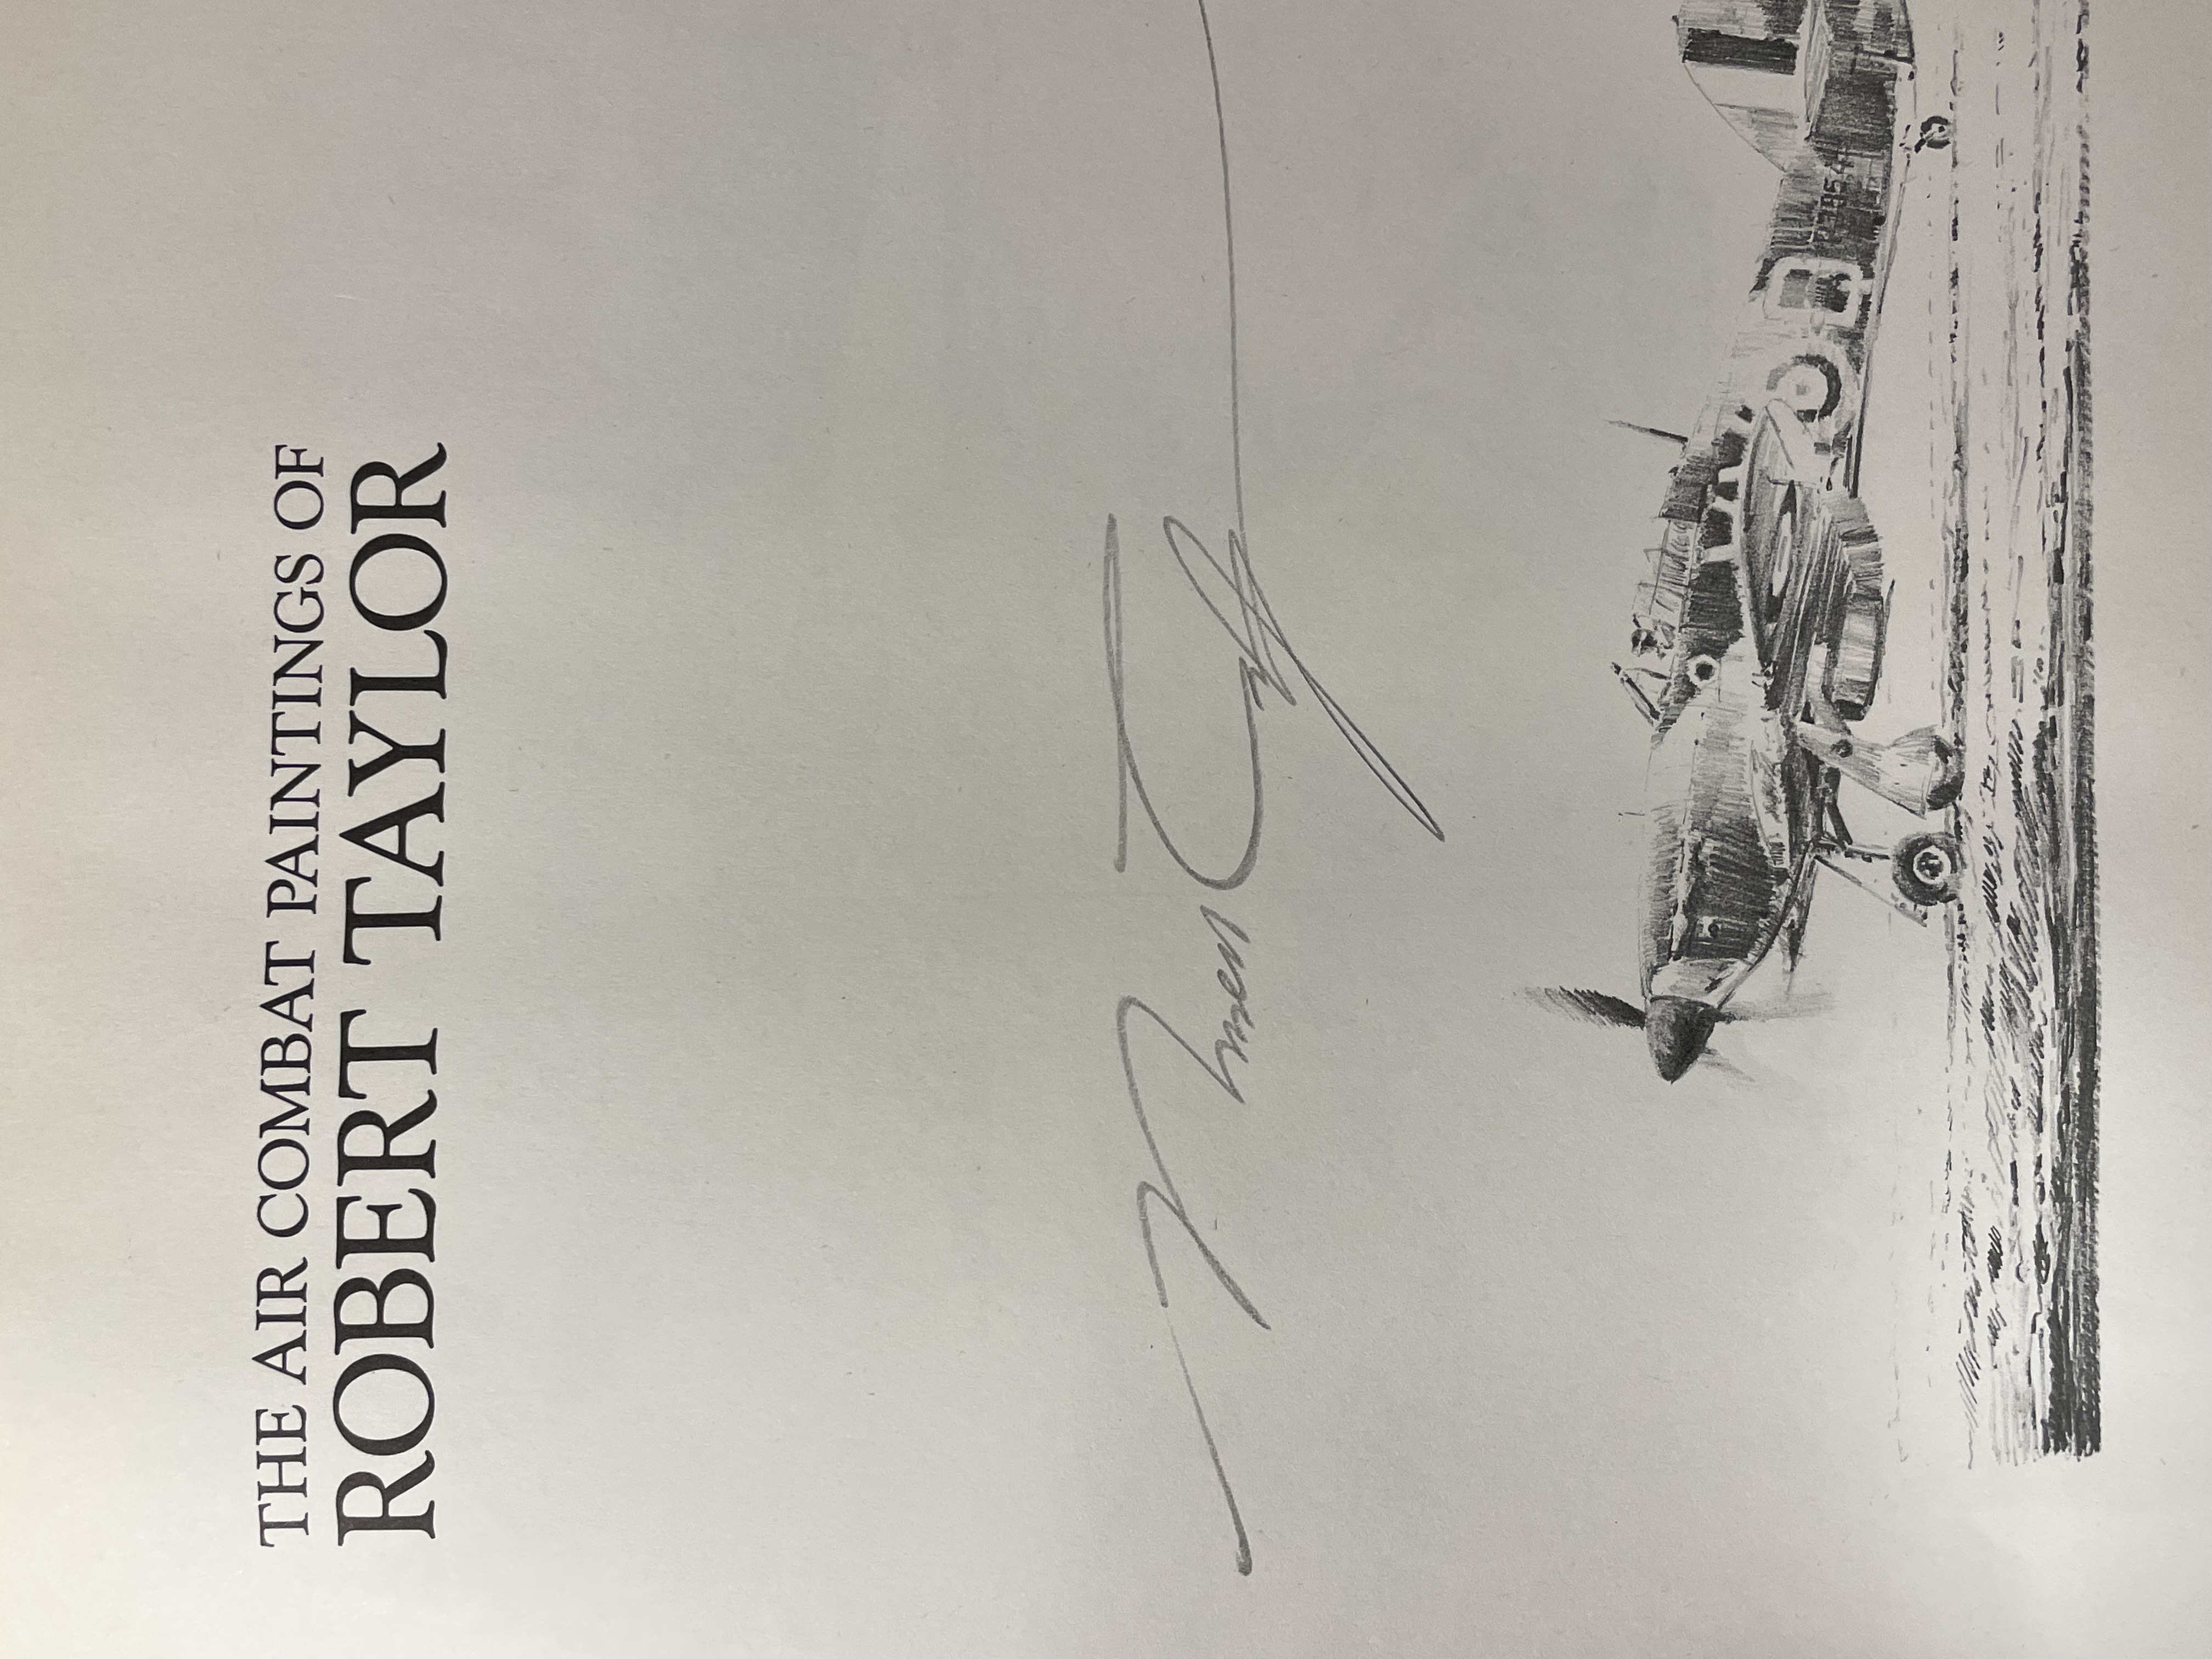 THE AIR COMBAT PAINTINGS OF
ROBERT TAYLOR